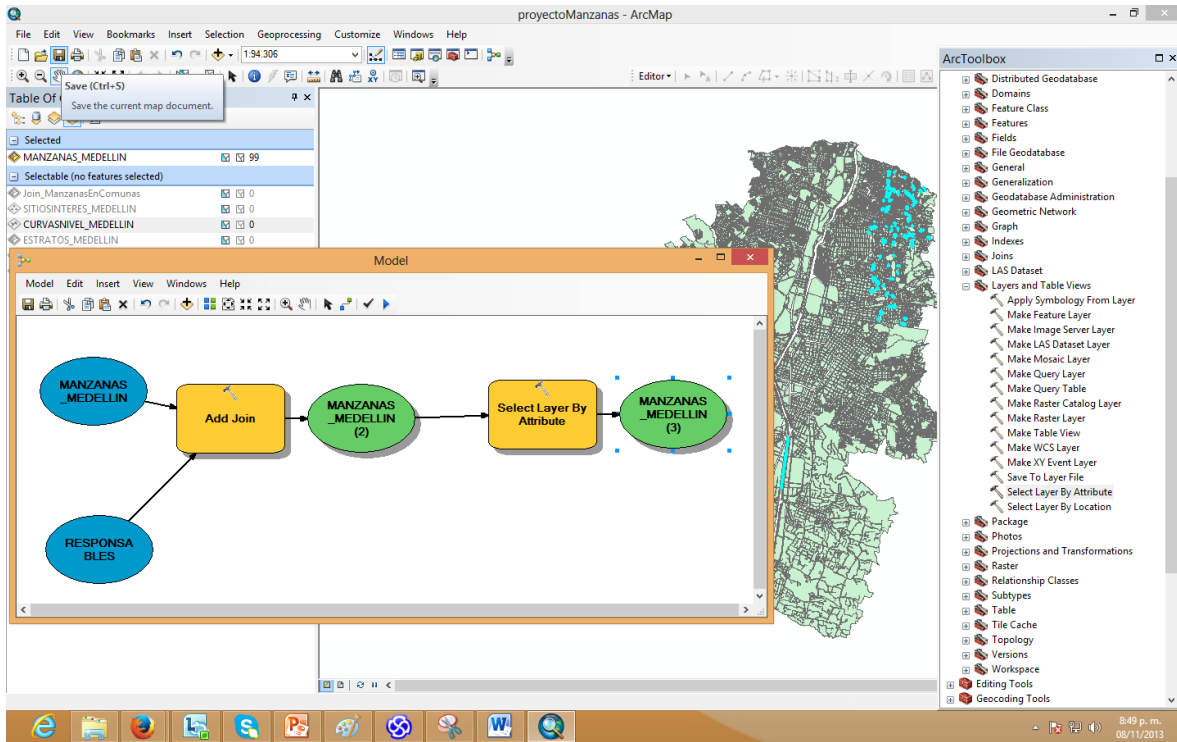 proyectoManzanas - ArcMap
File Edit View Bookmarks Insert Selection Geoprocessing Customize Windows Help
1:94.306
Editor
Save (Ctrl+S)
Save the current map document.
Table Of
Selected
MANZANAS_MEDELLIN 99
Selectable (no features selected)
Join_ManzanasEnComunas 0
SITIOSINTERES_MEDELLIN 0
CURVASNIVEL_MEDELLIN 0
ESTRATOS_MEDELLIN 0
Model
Model Edit Insert View Windows Help
MANZANAS
_MEDELLIN
Add Join
MANZANAS
_MEDELLIN
(2)
Select Layer By
Attribute
MANZANAS
_MEDELLIN
(3)
RESPONSA
BLES
ArcToolbox
Distributed Geodatabase
Domains
Feature Class
Features
Fields
File Geodatabase
General
Generalization
Geodatabase Administration
Geometric Network
Graph
Indexes
Joins
LAS Dataset
Layers and Table Views
Apply Symbology From Layer
Make Feature Layer
Make Image Server Layer
Make LAS Dataset Layer
Make Mosaic Layer
Make Query Layer
Make Query Table
Make Raster Catalog Layer
Make Raster Layer
Make Table View
Make WCS Layer
Make XY Event Layer
Save To Layer File
Select Layer By Attribute
Select Layer By Location
Package
Photos
Projections and Transformations
Raster
Relationship Classes
Subtypes
Table
Tile Cache
Topology
Versions
Workspace
Editing Tools
Geocoding Tools
8:49 p. m.
08/11/2013